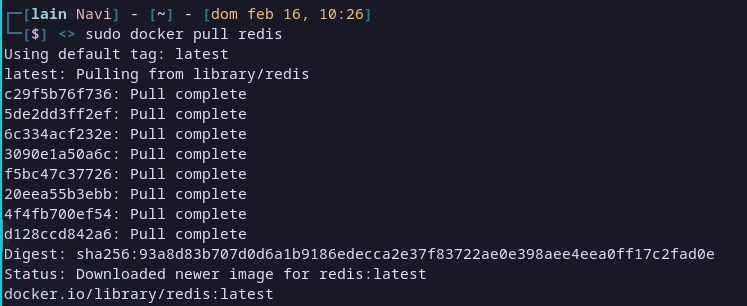 [lain@Navi] - [~] - [dom feb 16, 10:26]
[$] <> sudo docker pull redis
Using default tag: latest
latest: Pulling from library/redis
c29f5b76f736: Pull complete
5de2dd3ff2ef: Pull complete
6c334acf232e: Pull complete
3090e1a50a6c: Pull complete
f5bc47c37726: Pull complete
20eea55b3ebb: Pull complete
4f4fb700ef54: Pull complete
d128ccd842a6: Pull complete
Digest: sha256:93a8d83b707d0d6a1b9186edecca2e37f83722ae0e398aee4eea0ff17c2fad0e
Status: Downloaded newer image for redis:latest
docker.io/library/redis:latest